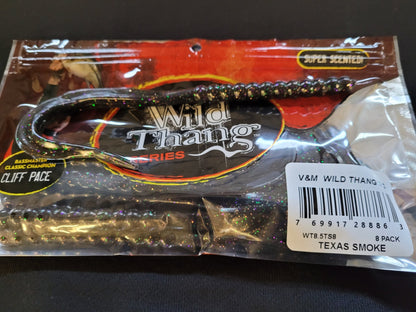 SUPER SCENTED!
Wild
Thang
SERIES
BASSMASTER
CLASSIC CHAMPION
CLIFF PACE
V&M WILD THANG
7 69917 28886 3
WT8.5TS8 8 PACK
TEXAS SMOKE